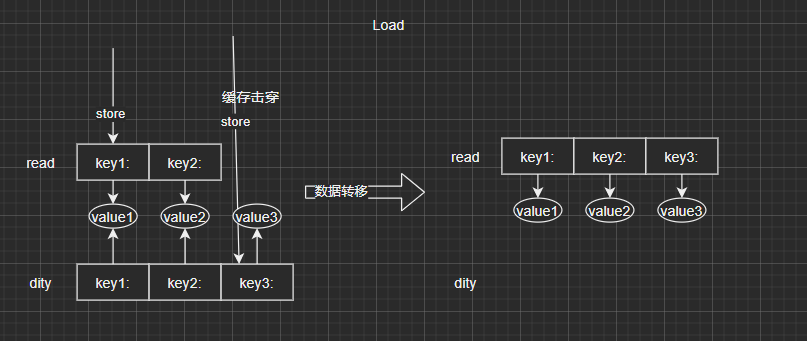 Load
缓存击穿
store
store
read
key1:
key2:
value1
value2
value3
dity
key1:
key2:
key3:
数据转移
read
key1:
key2:
key3:
value1
value2
value3
dity